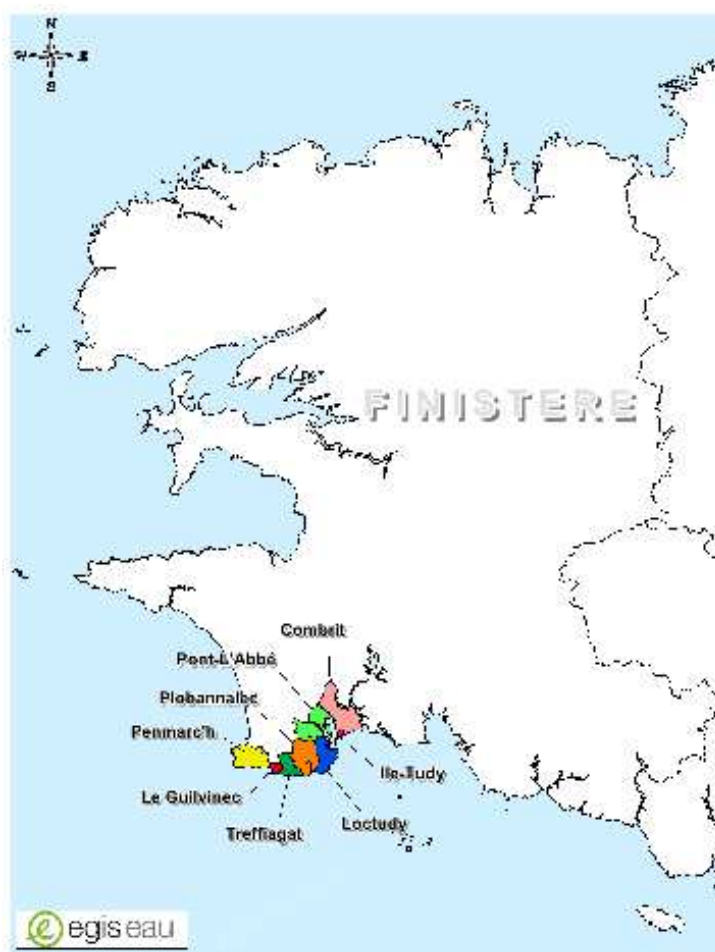 N
S
FINISTERE
Combrit
Pont-L'Abbé
Plobannalec
Penmarc'h
Ile-Tudy
Le Guilvinec
Loctudy
Treffiagat
egis eau